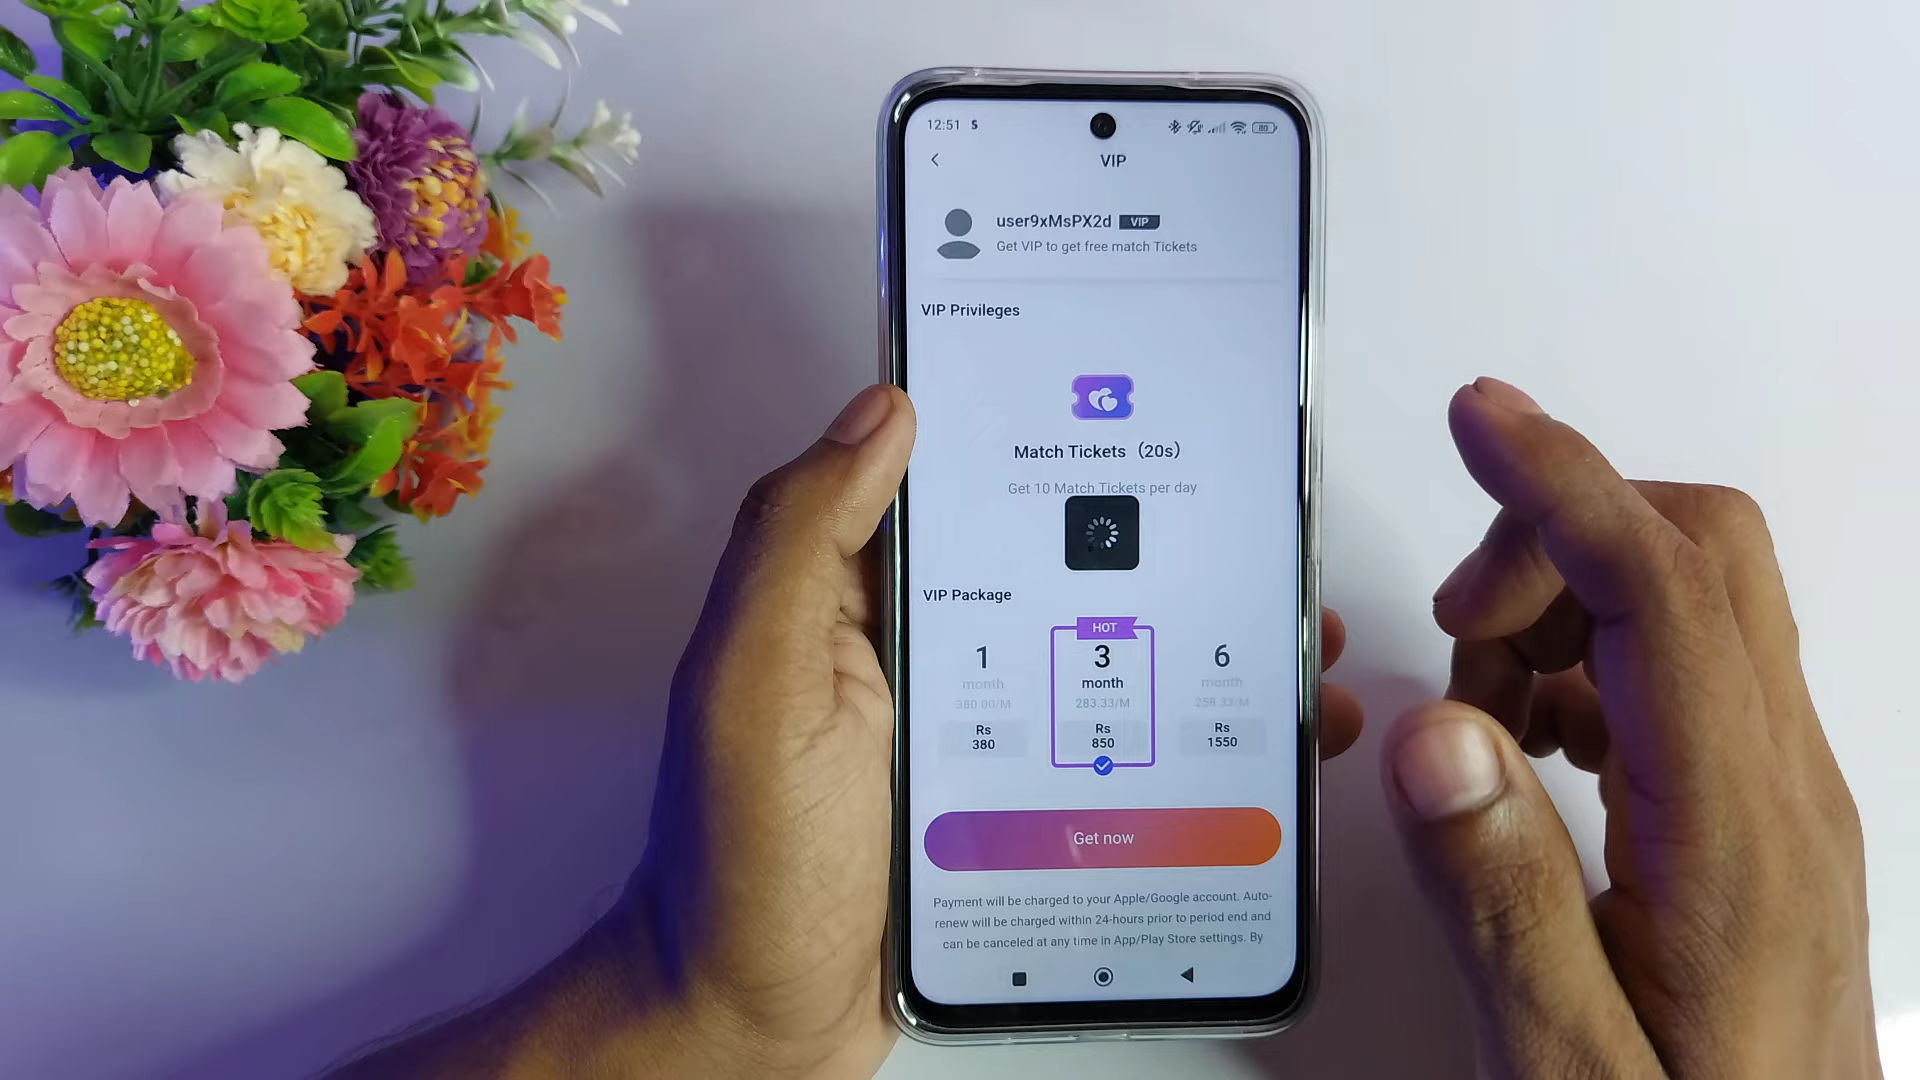 12:51 S
80
VIP
user9xMsPX2d VIP
Get VIP to get free match Tickets
VIP Privileges
Match Tickets（20s）
Get 10 Match Tickets per day
VIP Package
HOT
1 3 6
month month month
380.00/M 283.33/M 258.33/M
Rs Rs Rs
380 850 1550
Get now
Payment will be charged to your Apple/Google account. Auto-
renew will be charged within 24-hours prior to period end and
can be canceled at any time in App/Play Store settings. By